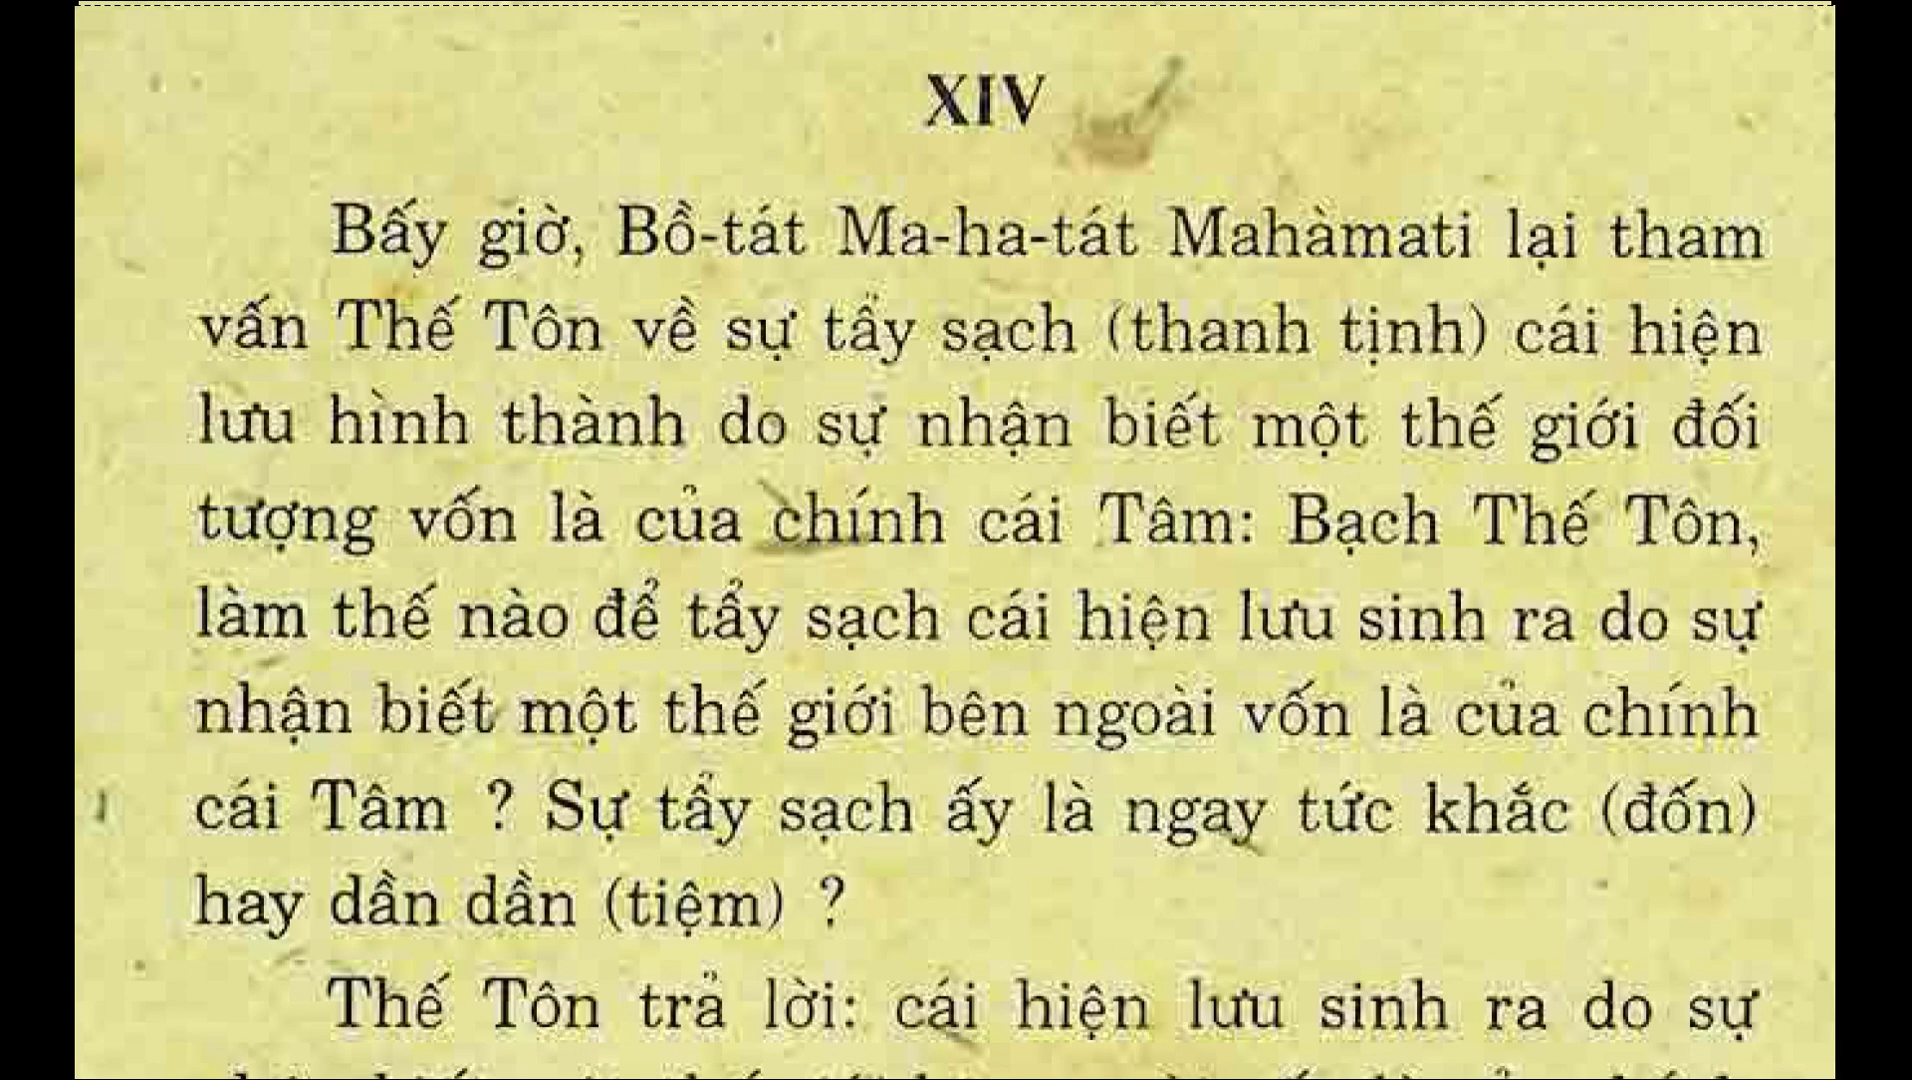 XIV
Bấy giờ, Bồ-tát Ma-ha-tát Mahàmati lại tham
vấn Thế Tôn về sự tẩy sạch (thanh tịnh) cái hiện
lưu hình thành do sự nhận biết một thế giới đối
tượng vốn là của chính cái Tâm: Bạch Thế Tôn,
làm thế nào để tẩy sạch cái hiện lưu sinh ra do sự
nhận biết một thế giới bên ngoài vốn là của chính
cái Tâm ? Sự tẩy sạch ấy là ngay tức khắc (đốn)
hay dần dần (tiệm) ?
Thế Tôn trả lời: cái hiện lưu sinh ra do sự